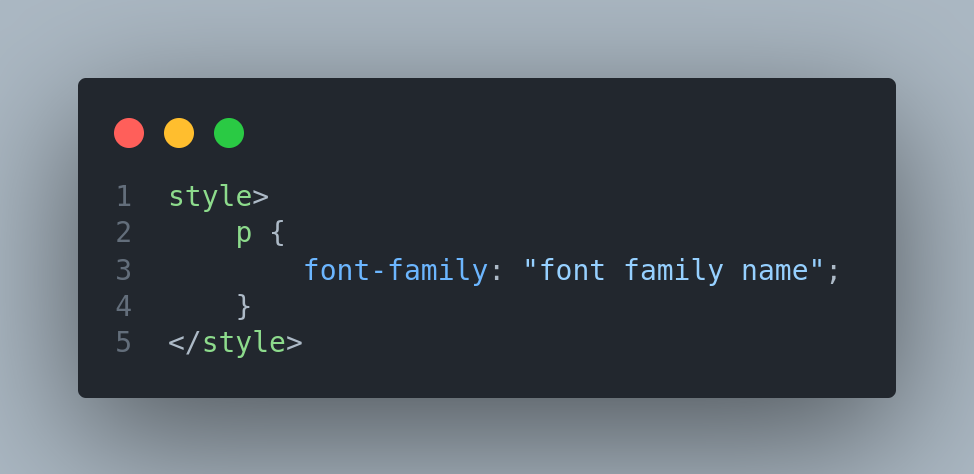 1 style>
2     p {
3         font-family: "font family name";
4     }
5 </style>